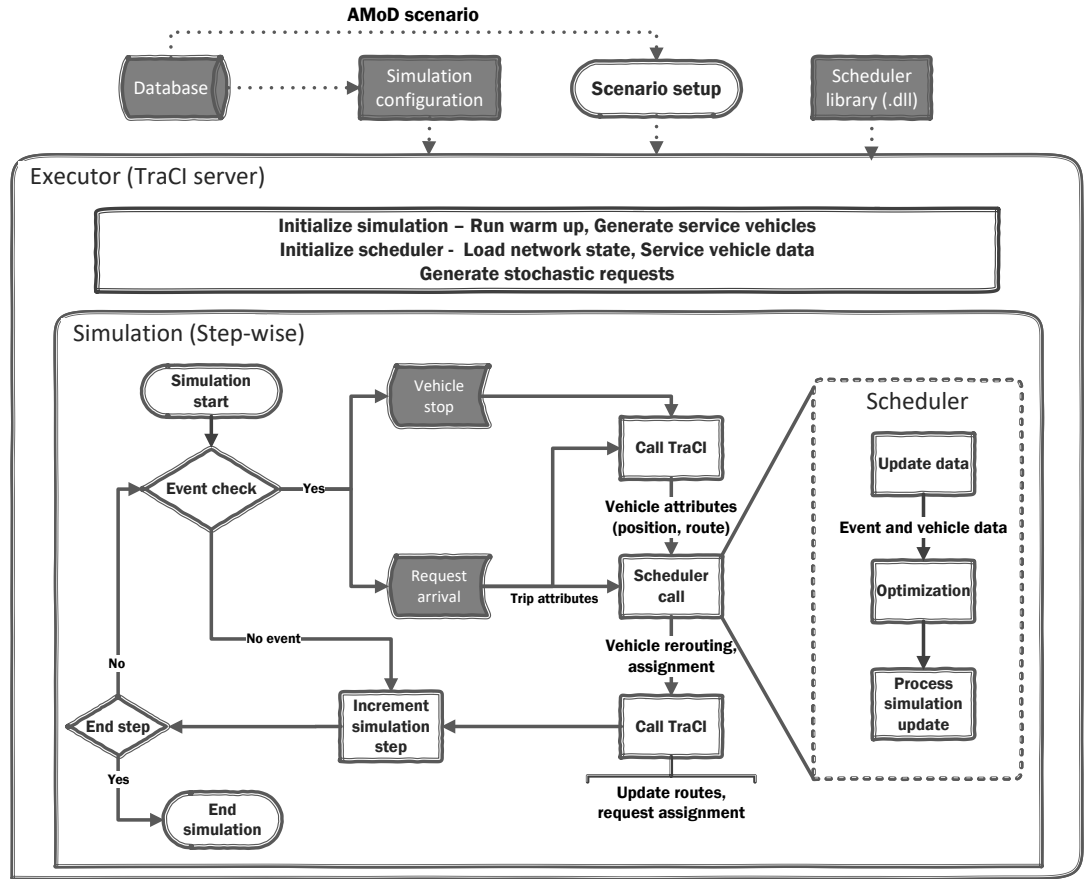 AMoD scenario
Database
Simulation
configuration
Scenario setup
Scheduler
library (.dll)
Executor (TraCI server)
Initialize simulation – Run warm up, Generate service vehicles
Initialize scheduler - Load network state, Service vehicle data
Generate stochastic requests
Simulation (Step-wise)
Simulation
start
Vehicle
stop
Scheduler
Call TraCI
Update data
Event check
Yes
Vehicle attributes
(position, route)
Event and vehicle data
Request
arrival
Trip attributes
Scheduler
call
Optimization
No event
Vehicle rerouting,
assignment
No
Process
simulation
update
End step
Increment
simulation
step
Call TraCI
Yes
Update routes,
request assignment
End
simulation